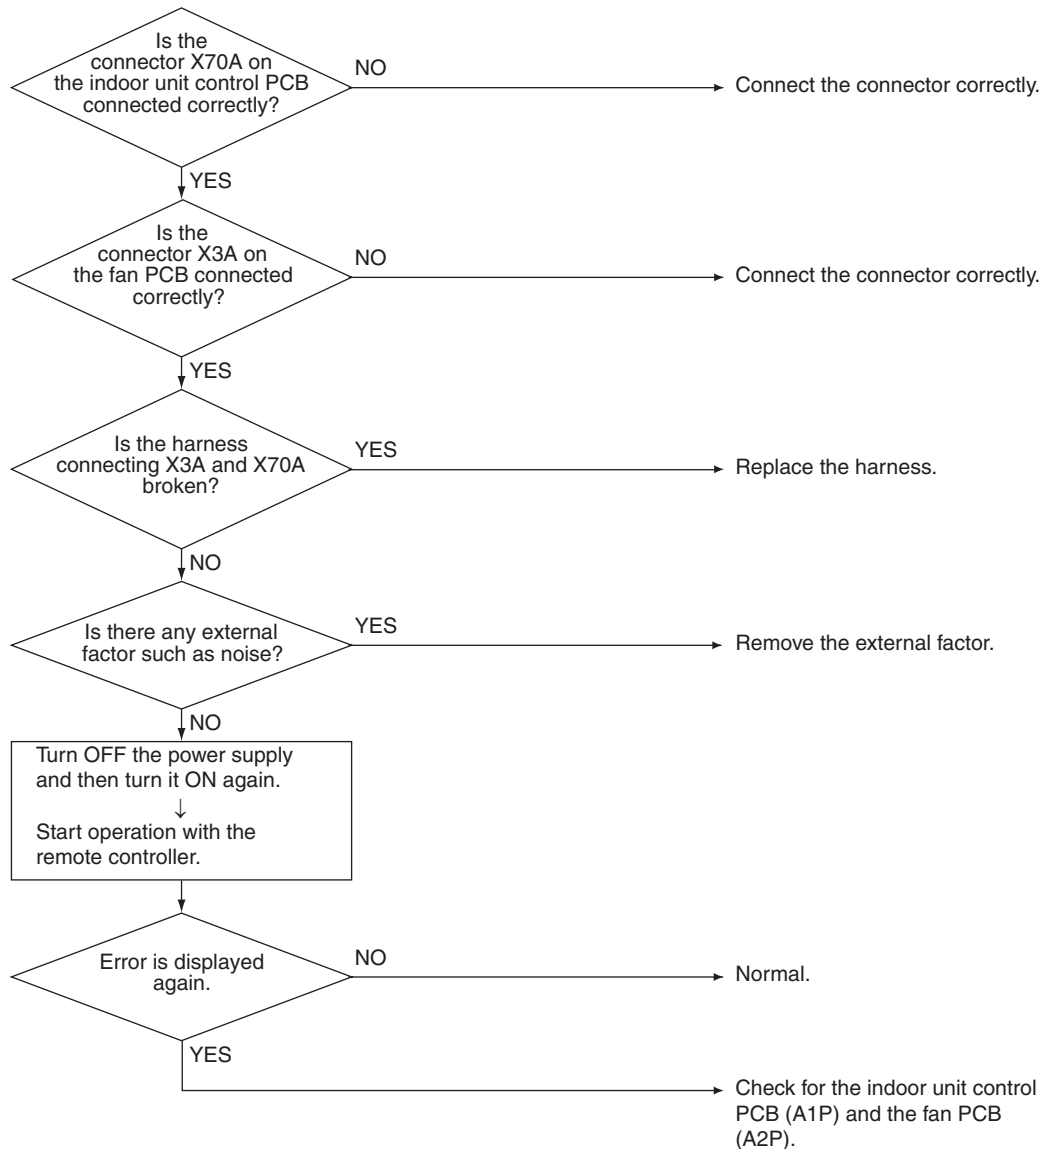 Is the
connector X70A on
the indoor unit control PCB
connected correctly?
NO
Connect the connector correctly.
YES
Is the
connector X3A on
the fan PCB connected
correctly?
NO
Connect the connector correctly.
YES
Is the harness
connecting X3A and X70A
broken?
YES
Replace the harness.
NO
Is there any external
factor such as noise?
YES
Remove the external factor.
NO
Turn OFF the power supply
and then turn it ON again.
↓
Start operation with the
remote controller.
Error is displayed
again.
NO
Normal.
YES
Check for the indoor unit control
PCB (A1P) and the fan PCB
(A2P).